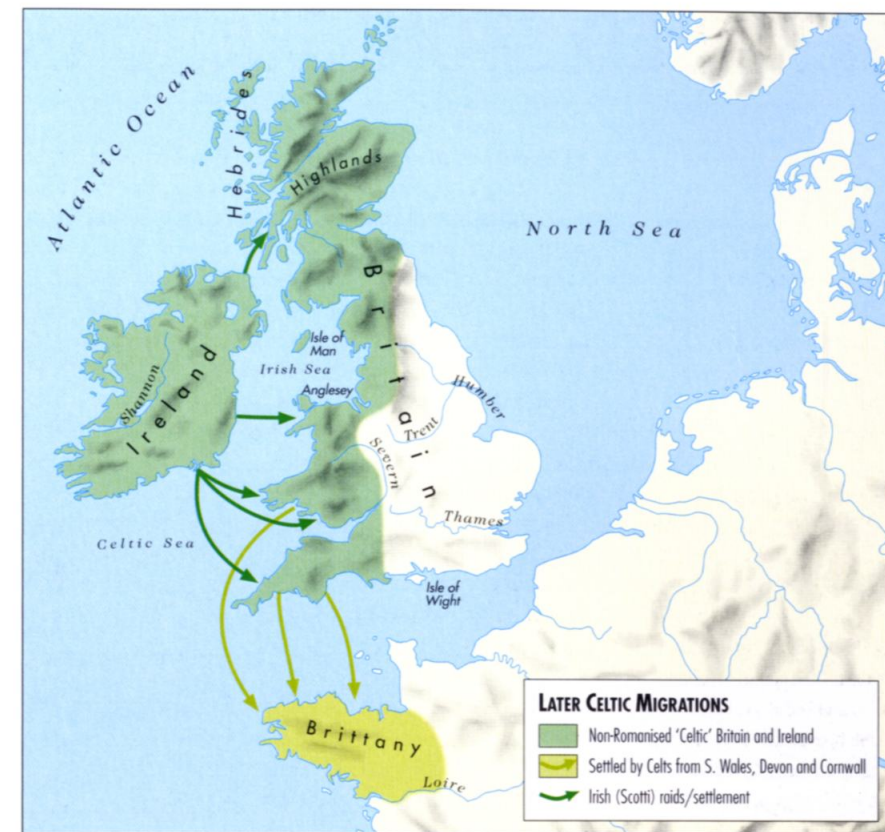 Atlantic Ocean
Hebrides
Highlands
North Sea
Britain
Isle of
Man
Irish Sea
Anglesey
Shannon
Ireland
Humber
Trent
Severn
Thames
Celtic Sea
Isle of
Wight
Brittany
Loire
LATER CELTIC MIGRATIONS
Non-Romanised 'Celtic' Britain and Ireland
Settled by Celts from S. Wales, Devon and Cornwall
Irish (Scotti) raids/settlement